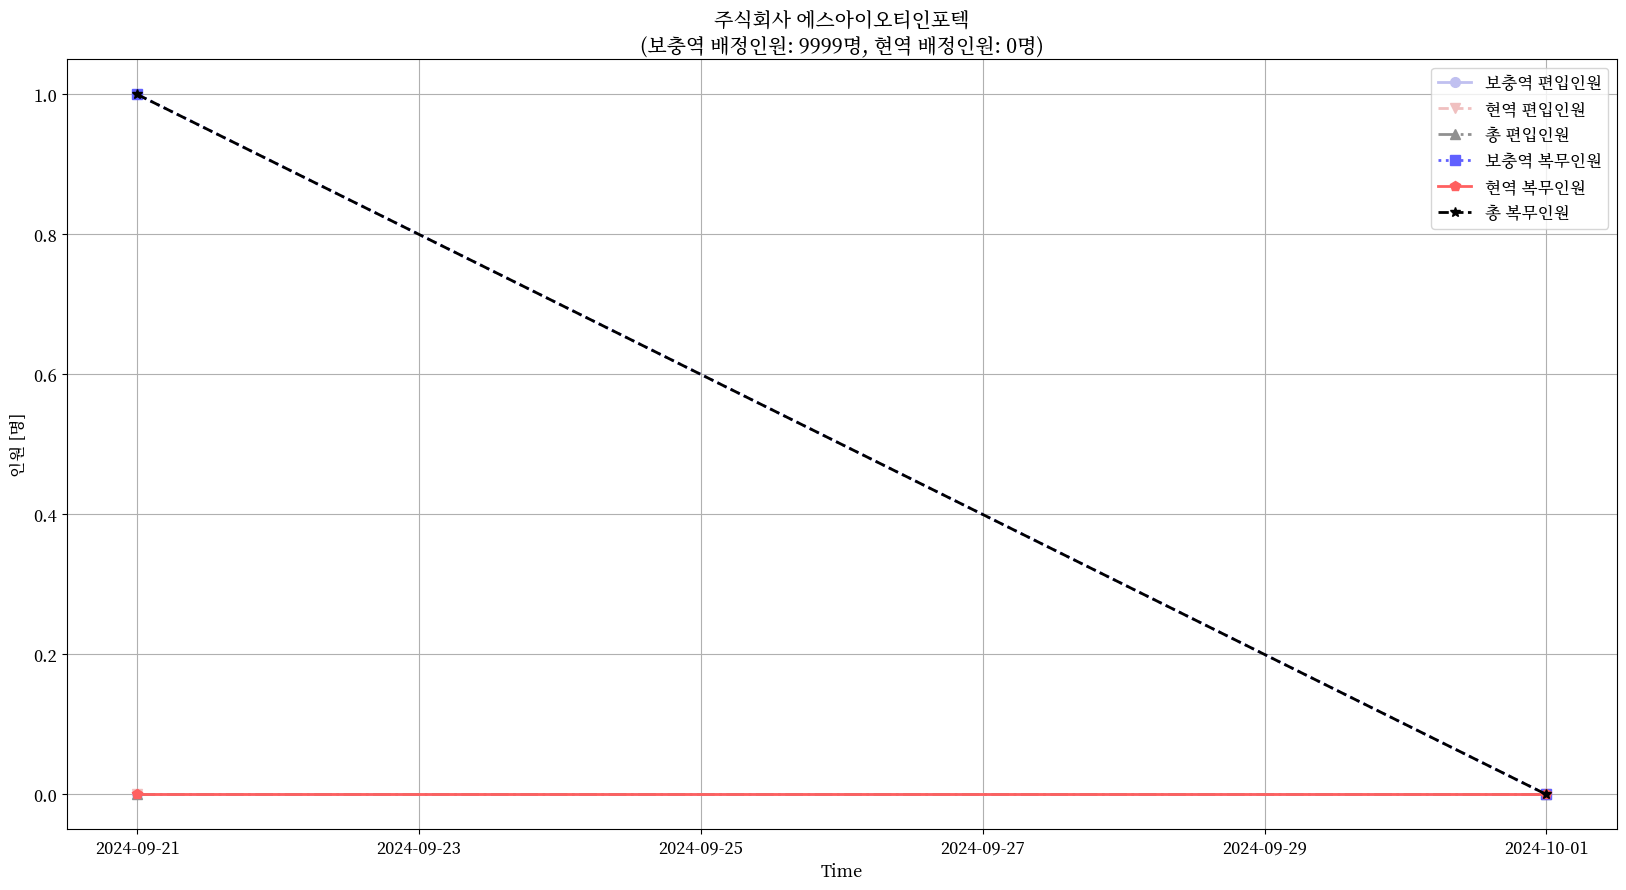 주식회사 에스아이오티인포텍
(보충역 배정인원: 9999명, 현역 배정인원: 0명)
보충역 편입인원
현역 편입인원
총 편입인원
보충역 복무인원
현역 복무인원
총 복무인원
인원 [명]
1.0
0.8
0.6
0.4
0.2
0.0
2024-09-21
2024-09-23
2024-09-25
2024-09-27
2024-09-29
2024-10-01
Time